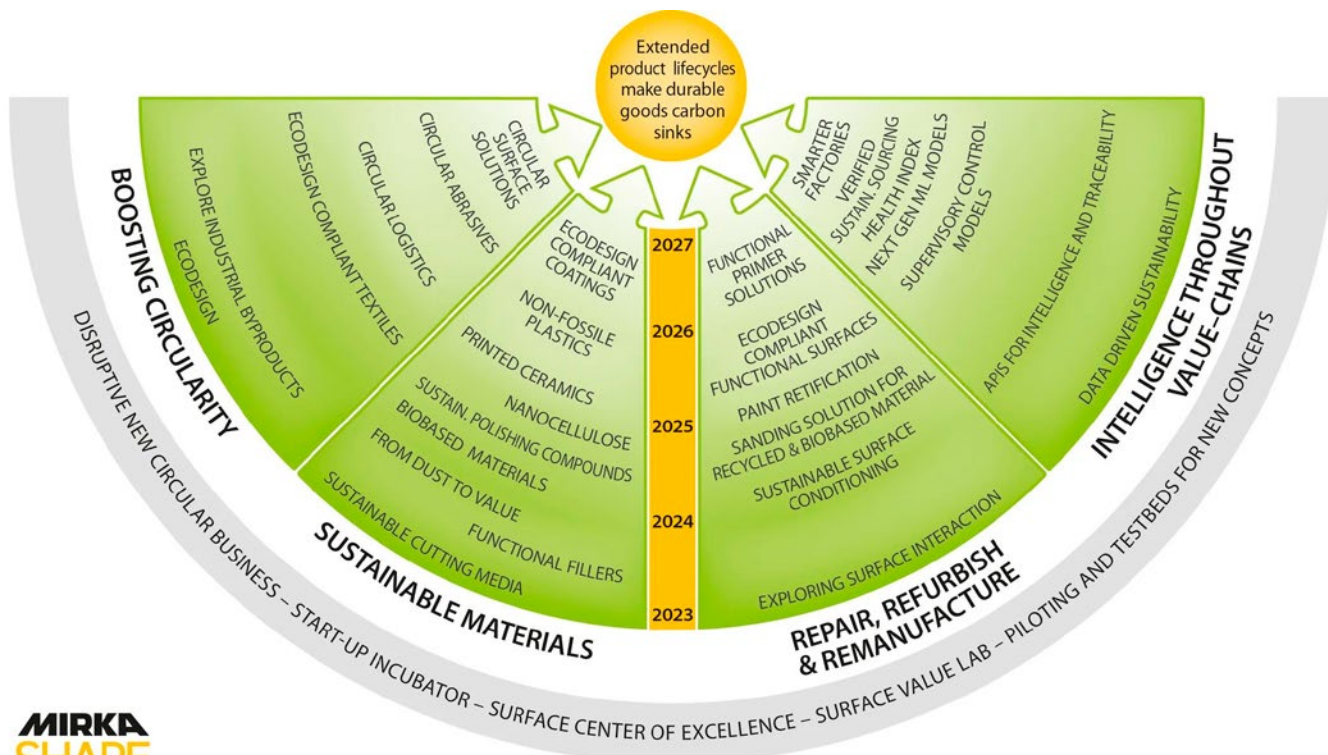 Extended
product lifecycles
make durable
goods carbon
sinks
BOOSTING CIRCULARITY
ECODESIGN
EXPLORE INDUSTRIAL BYPRODUCTS
ECODESIGN COMPLIANT TEXTILES
CIRCULAR LOGISTICS
CIRCULAR ABRASIVES
CIRCULAR
SURFACE
SOLUTIONS
SUSTAINABLE MATERIALS
ECODESIGN
COMPLIANT
COATINGS
NON-FOSSILE
PLASTICS
PRINTED CERAMICS
NANOCELLULOSE
SUSTAIN. POLISHING COMPOUNDS
BIOBASED MATERIALS
FROM DUST TO VALUE
FUNCTIONAL FILLERS
SUSTAINABLE CUTTING MEDIA
2027
2026
2025
2024
2023
FUNCTIONAL
PRIMER
SOLUTIONS
ECODESIGN
COMPLIANT
FUNCTIONAL SURFACES
PAINT RETIFICATION
SANDING SOLUTION FOR
RECYCLED & BIOBASED MATERIAL
SUSTAINABLE SURFACE
CONDITIONING
EXPLORING SURFACE INTERACTION
REPAIR, REFURBISH
& REMANUFACTURE
SMARTER
FACTORIES
VERIFIED
SUSTAIN SOURCING
HEALTH INDEX
NEXT GEN ML MODELS
SUPERVISORY CONTROL
MODELS
APIS FOR INTELLIGENCE AND TRACEABILITY
DATA DRIVEN SUSTAINABILITY
INTELLIGENCE THROUGHOUT
VALUE-CHAINS
DISRUPTIVE NEW CIRCULAR BUSINESS – START-UP INCUBATOR – SURFACE CENTER OF EXCELLENCE – SURFACE VALUE LAB – PILOTING AND TESTBEDS FOR NEW CONCEPTS
MIRKA
SHAPE